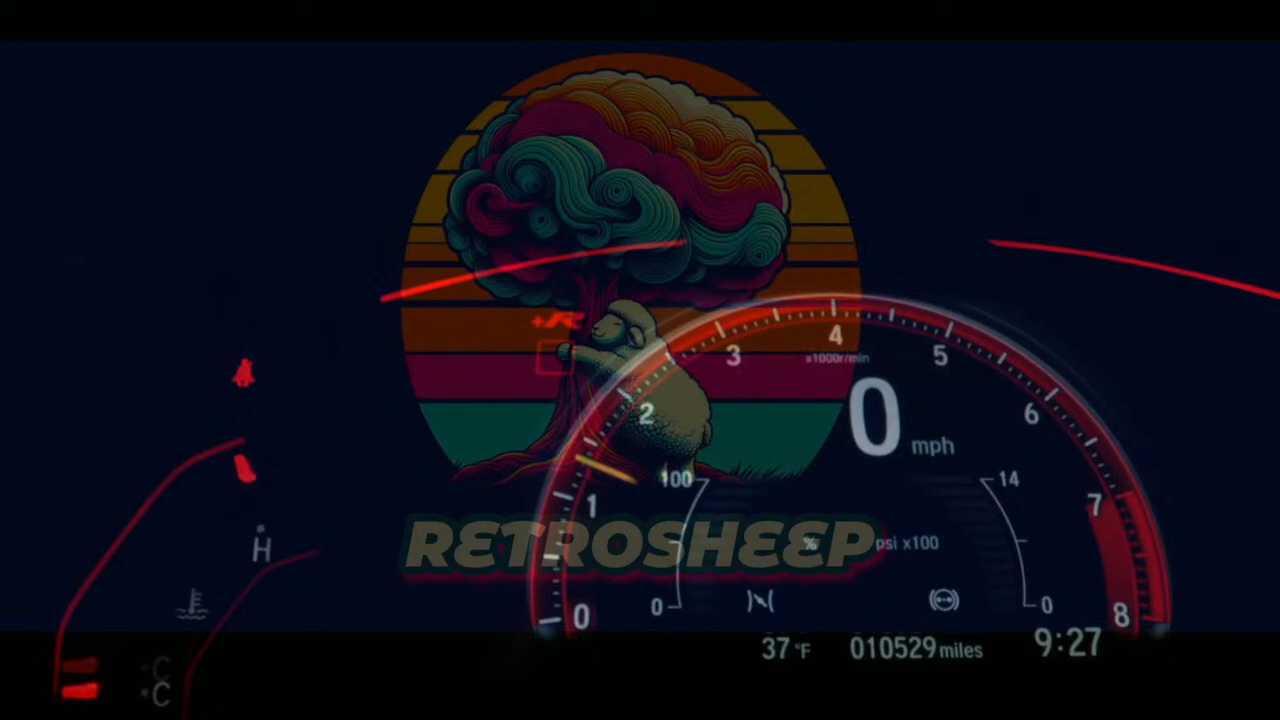 +R
4
3
x1000r/min
5
2
0
mph
6
100
14
1
7
H
RETROSHEEP
%
psi x100
0
0
0
8
37°F
010529 miles
9:27
C
C